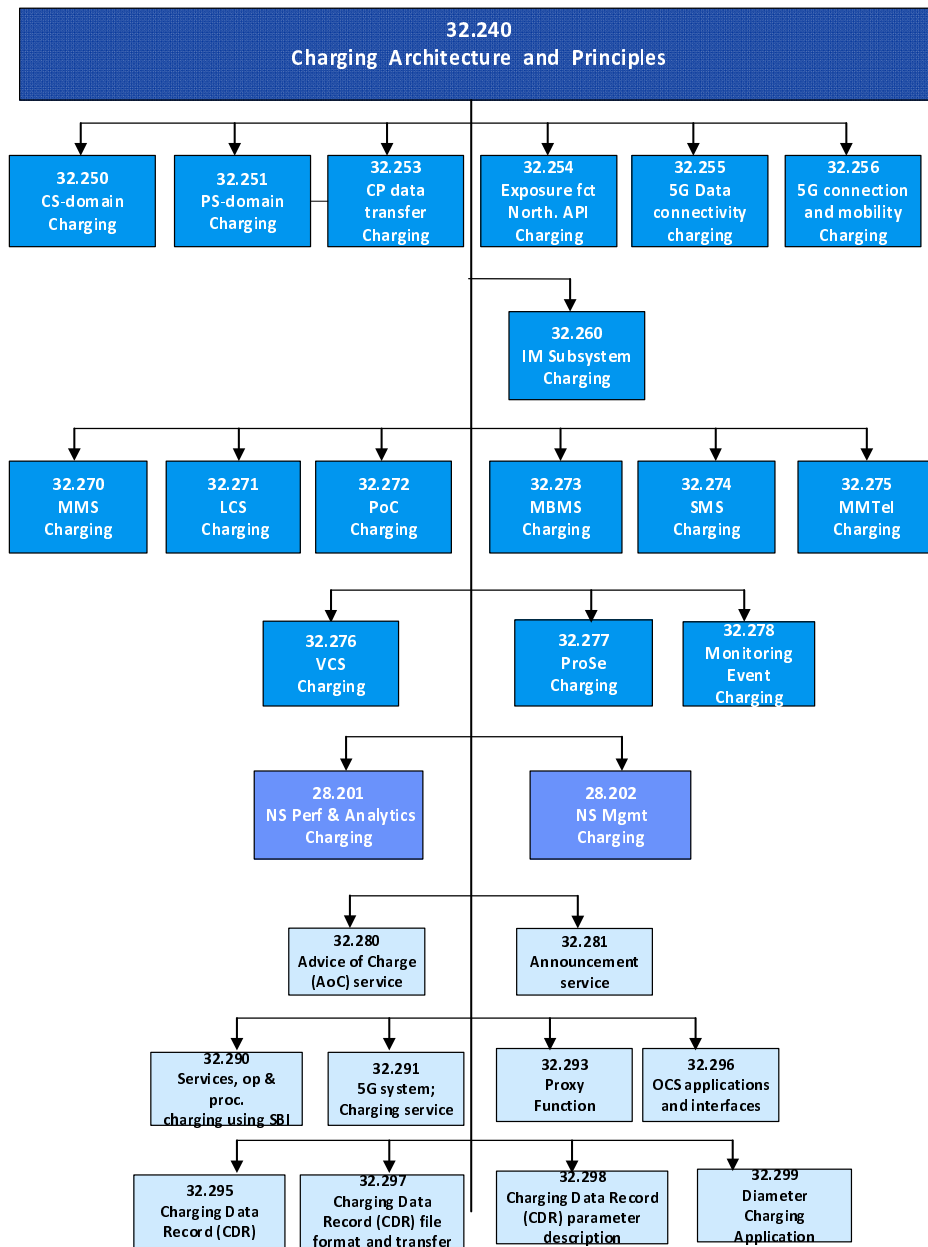 32.240
Charging Architecture and Principles
32.250
CS-domain
Charging
32.251
PS-domain
Charging
32.253
CP data
transfer
Charging
32.254
Exposure fct
North. API
Charging
32.255
5G Data
connectivity
charging
32.256
5G connection
and mobility
Charging
32.260
IM Subsystem
Charging
32.270
MMS
Charging
32.271
LCS
Charging
32.272
PoC
Charging
32.273
MBMS
Charging
32.274
SMS
Charging
32.275
MMTel
Charging
32.276
VCS
Charging
32.277
ProSe
Charging
32.278
Monitoring
Event
Charging
28.201
NS Perf & Analytics
Charging
28.202
NS Mgmt
Charging
32.280
Advice of Charge
(AoC) service
32.281
Announcement
service
32.290
Services, op &
proc.
charging using SBI
32.291
5G system;
Charging service
32.293
Proxy
Function
32.296
OCS applications
and interfaces
32.295
Charging Data
Record (CDR)
32.297
Charging Data
Record (CDR) file
format and transfer
32.298
Charging Data Record
(CDR) parameter
description
32.299
Diameter
Charging
Application